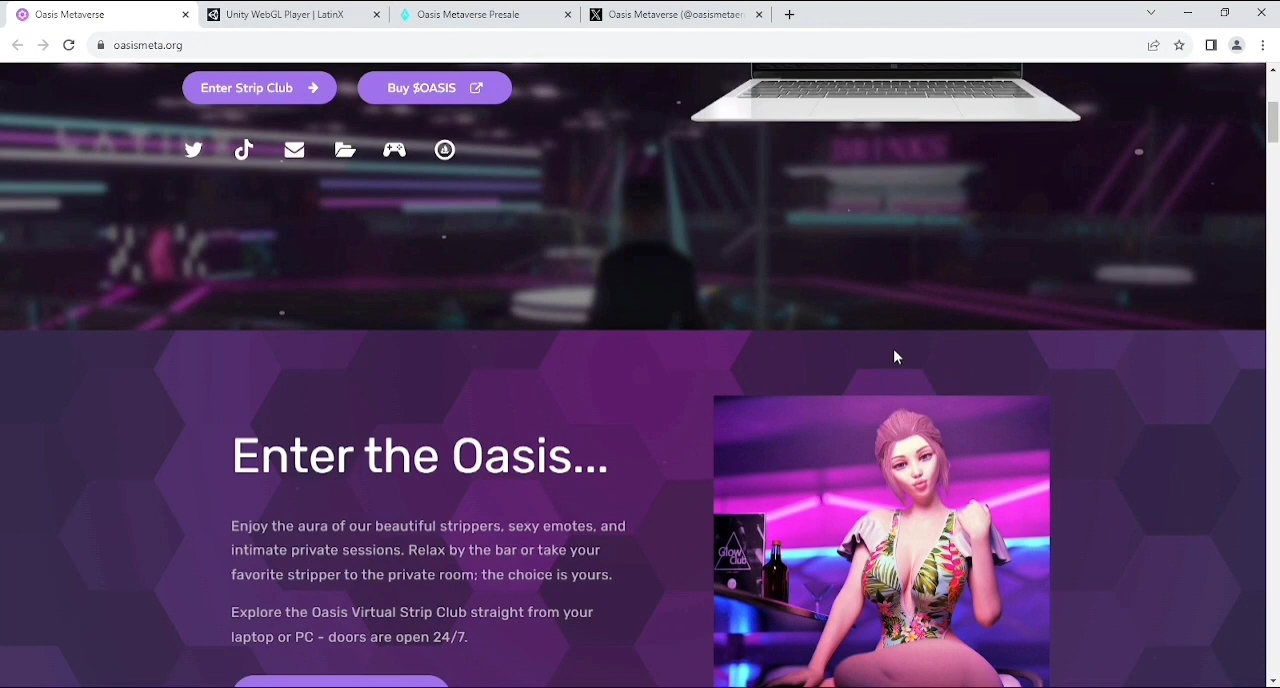 Oasis Metaverse
Unity WebGL Player | LatinX
Oasis Metaverse Presale
Oasis Metaverse (@oasismetaer
oasismeta.org
Enter Strip Club
Buy $OASIS
DRINKS
Enter the Oasis...
Enjoy the aura of our beautiful strippers, sexy emotes, and
intimate private sessions. Relax by the bar or take your
favorite stripper to the private room; the choice is yours.
Explore the Oasis Virtual Strip Club straight from your
laptop or PC - doors are open 24/7.
Glow
Club